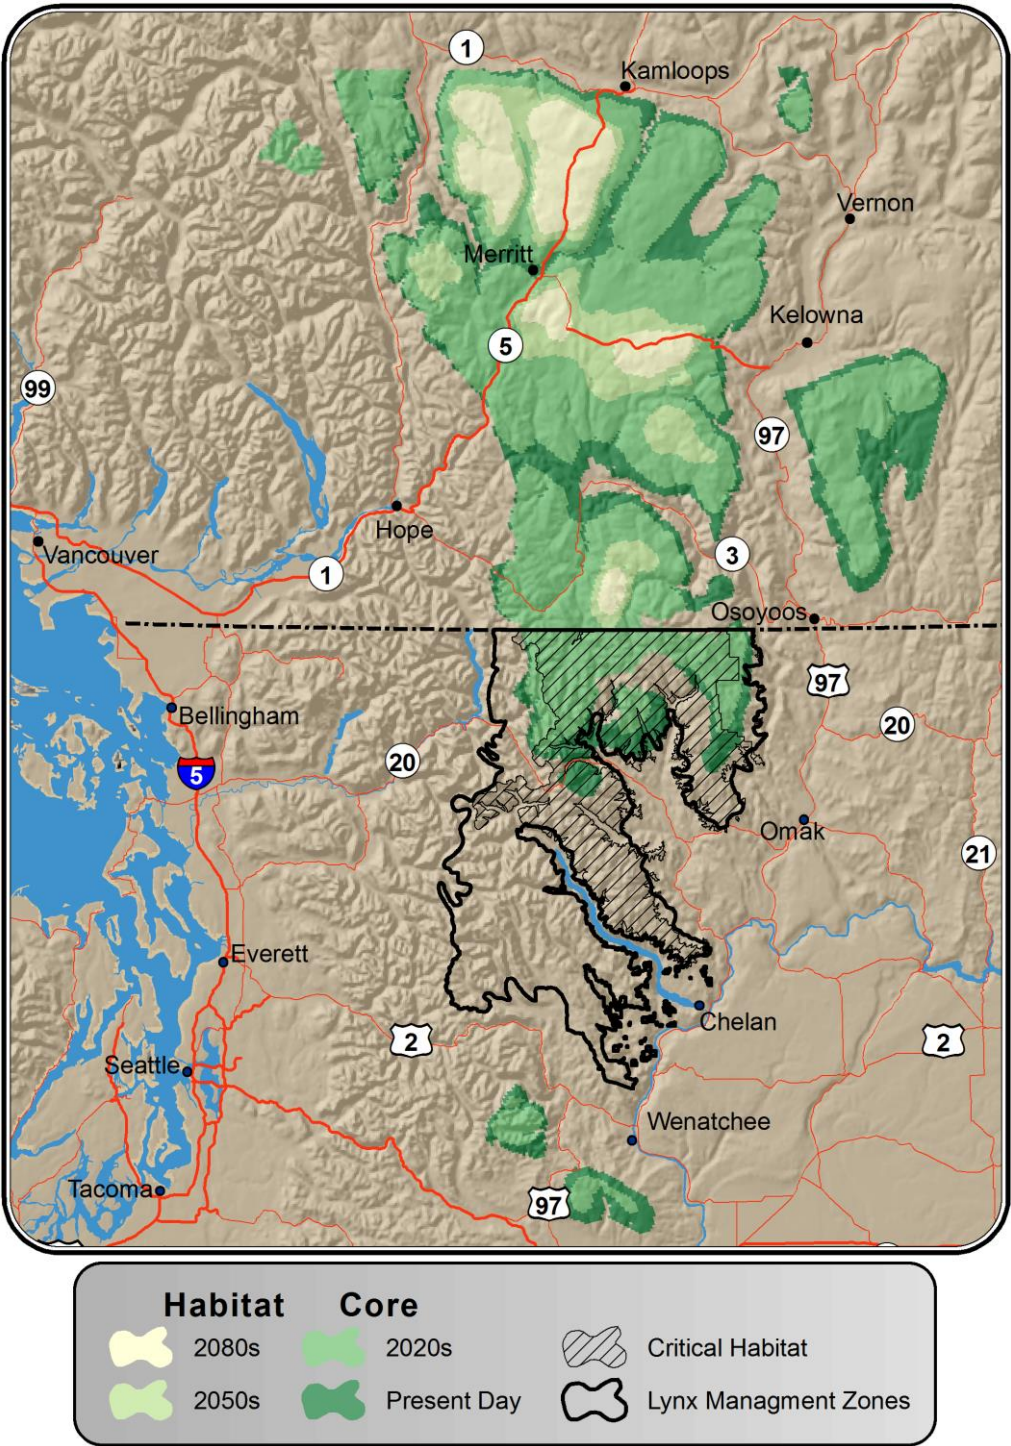 1
Kamloops
Vernon
Merritt
Kelowna
5
99
97
Hope
Vancouver
1
3
Osoyoos
97
Bellingham
20
20
5
Omak
21
Everett
Chelan
2
2
Seattle
Wenatchee
Tacoma
97
Habitat Core
2080s 2020s Critical Habitat
2050s Present Day Lynx Managment Zones